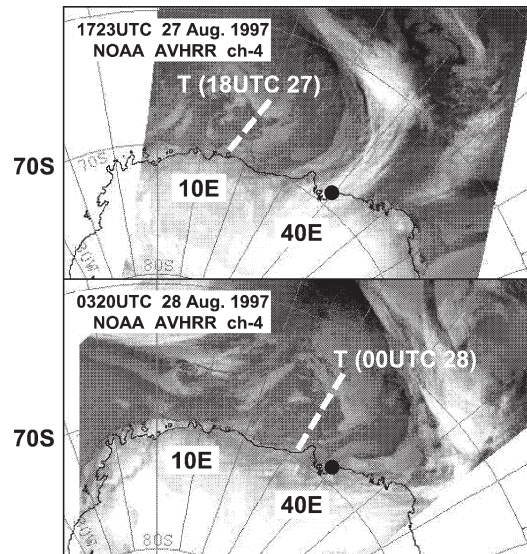 1723UTC 27 Aug. 1997
NOAA AVHRR ch-4
T (18UTC 27)
70S
70S
10E
40E
80S
0320UTC 28 Aug. 1997
NOAA AVHRR ch-4
T (00UTC 28)
70S
10E
40E
80S